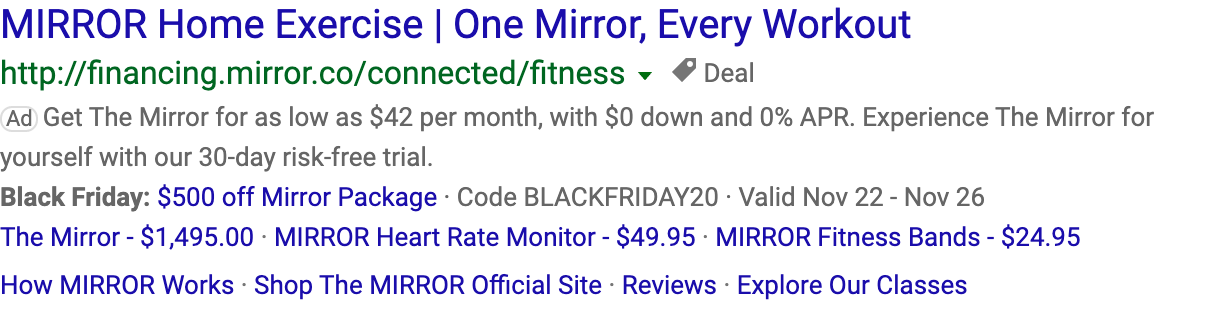 MIRROR Home Exercise | One Mirror, Every Workout
http://financing.mirror.co/connected/fitness ▼ Deal
Ad Get The Mirror for as low as $42 per month, with $0 down and 0% APR. Experience The Mirror for
yourself with our 30-day risk-free trial.
Black Friday: $500 off Mirror Package · Code BLACKFRIDAY20 · Valid Nov 22 - Nov 26
The Mirror - $1,495.00 · MIRROR Heart Rate Monitor - $49.95 · MIRROR Fitness Bands - $24.95
How MIRROR Works · Shop The MIRROR Official Site · Reviews · Explore Our Classes